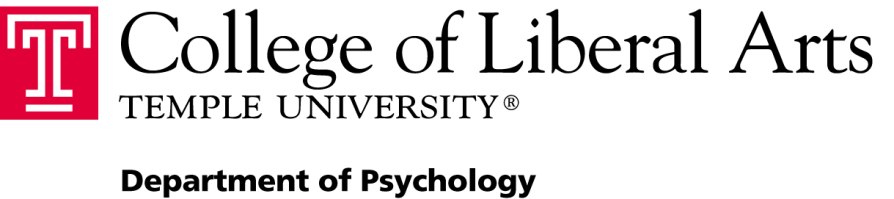 T College of Liberal Arts
TEMPLE UNIVERSITY®
Department of Psychology